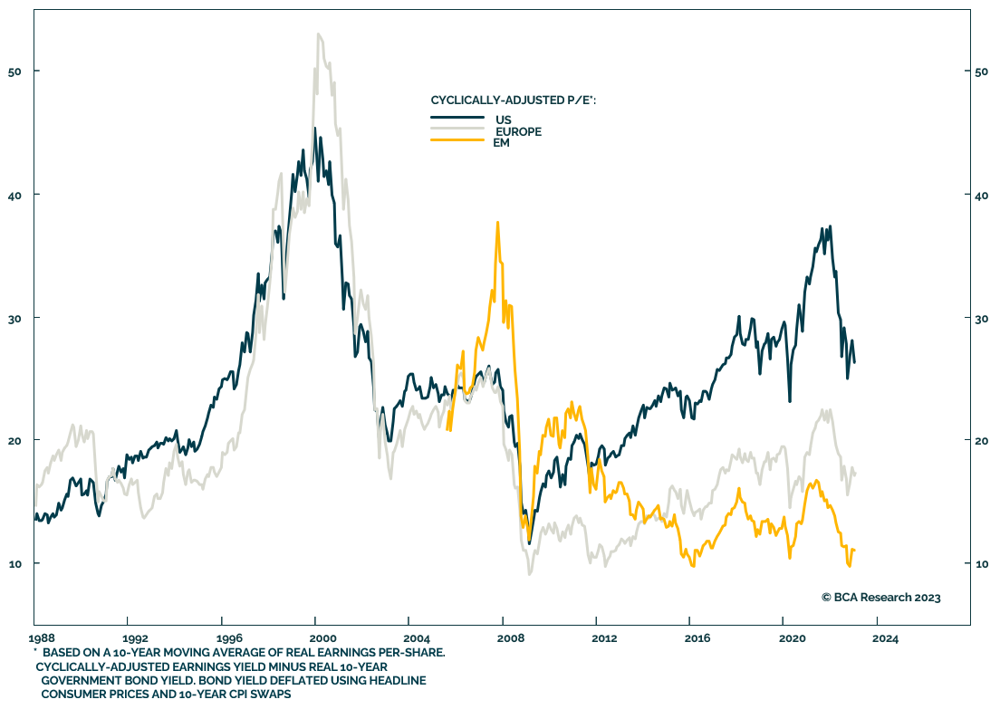 50 50
CYCLICALLY-ADJUSTED P/E*:
US
EUROPE
EM
40 40
30 30
20 20
10 10
© BCA Research 2023
1988 1992 1996 2000 2004 2008 2012 2016 2020 2024
* BASED ON A 10-YEAR MOVING AVERAGE OF REAL EARNINGS PER-SHARE.
CYCLICALLY-ADJUSTED EARNINGS YIELD MINUS REAL 10-YEAR
GOVERNMENT BOND YIELD. BOND YIELD DEFLATED USING HEADLINE
CONSUMER PRICES AND 10-YEAR CPI SWAPS